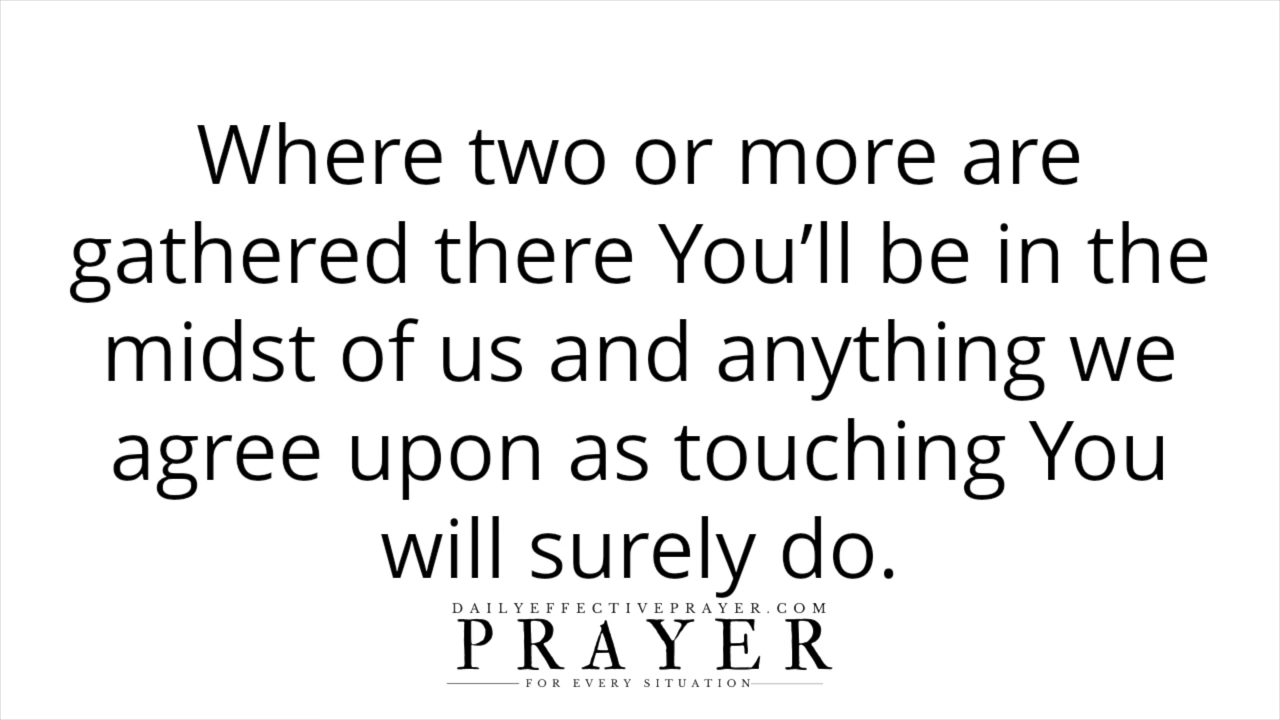 Where two or more are
gathered there You’ll be in the
midst of us and anything we
agree upon as touching You
will surely do.
DAILYEFFECTIVEPRAYER.COM
PRAYER
FOR EVERY SITUATION